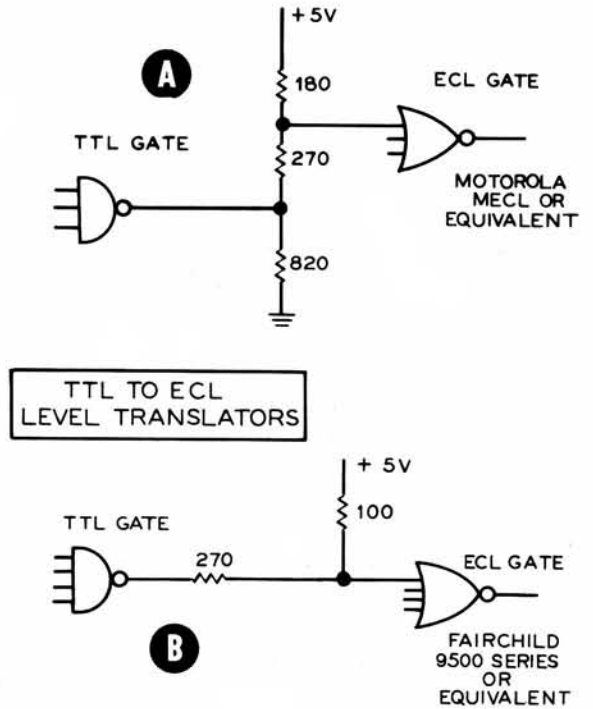 + 5V
A
180
ECL GATE
TTL GATE
270
MOTOROLA
MECL OR
EQUIVALENT
820
TTL TO ECL
LEVEL TRANSLATORS
+ 5V
100
TTL GATE
270
ECL GATE
B
FAIRCHILD
9500 SERIES
OR
EQUIVALENT